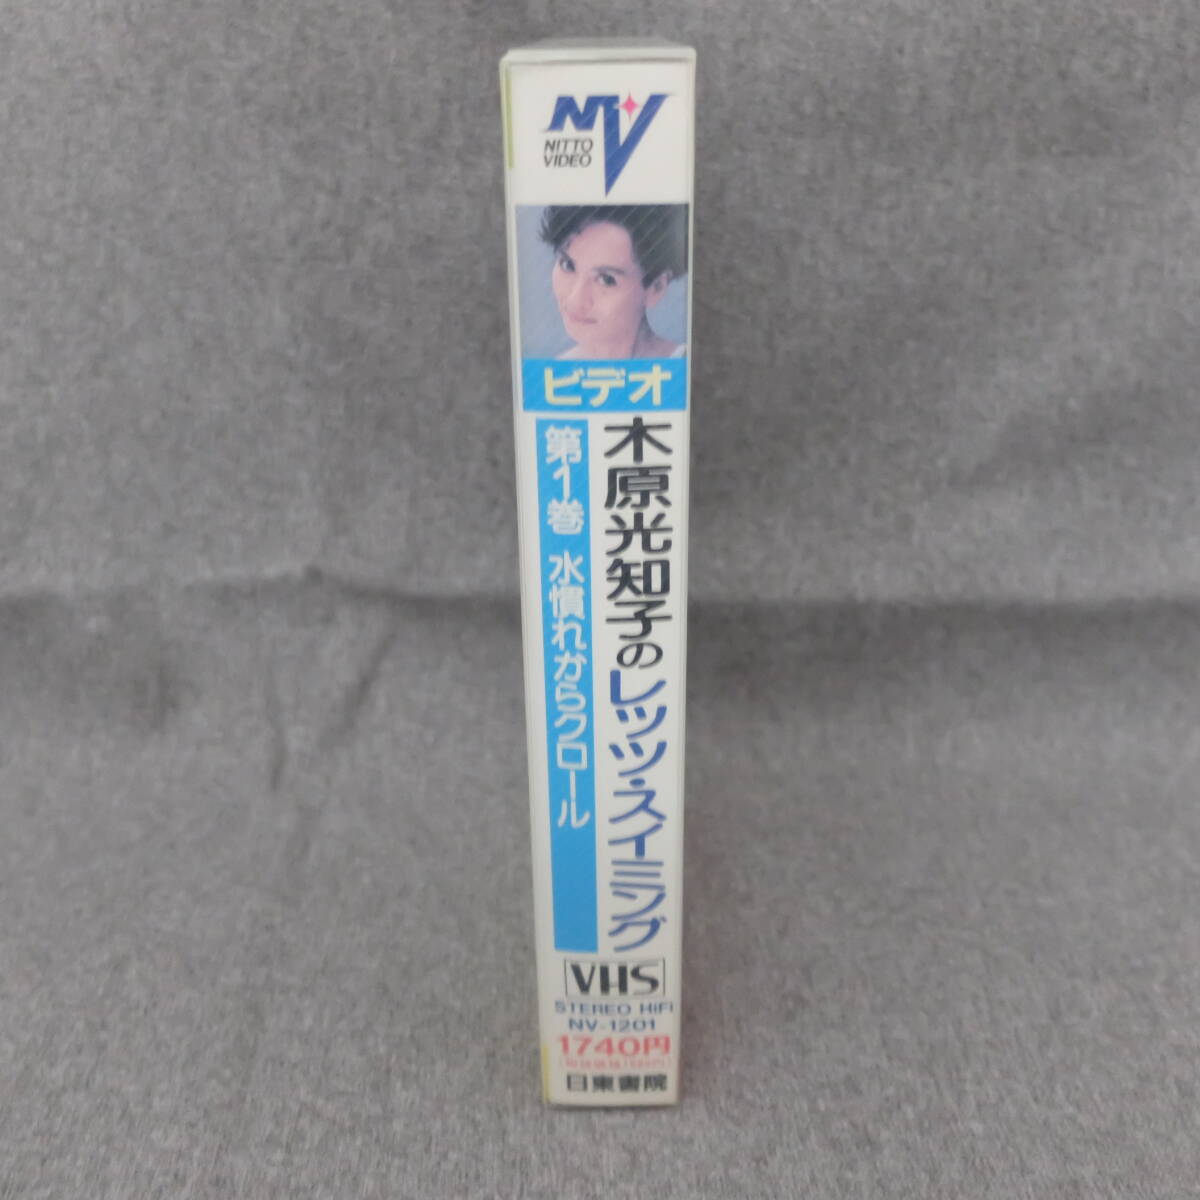 NV
NITTO
VIDEO
ビデオ
木原光知子のレッツ・スイミング
第1巻 水慣れからクロール
VHS
STEREO HiFi
NV-1201
1740円
日東書院